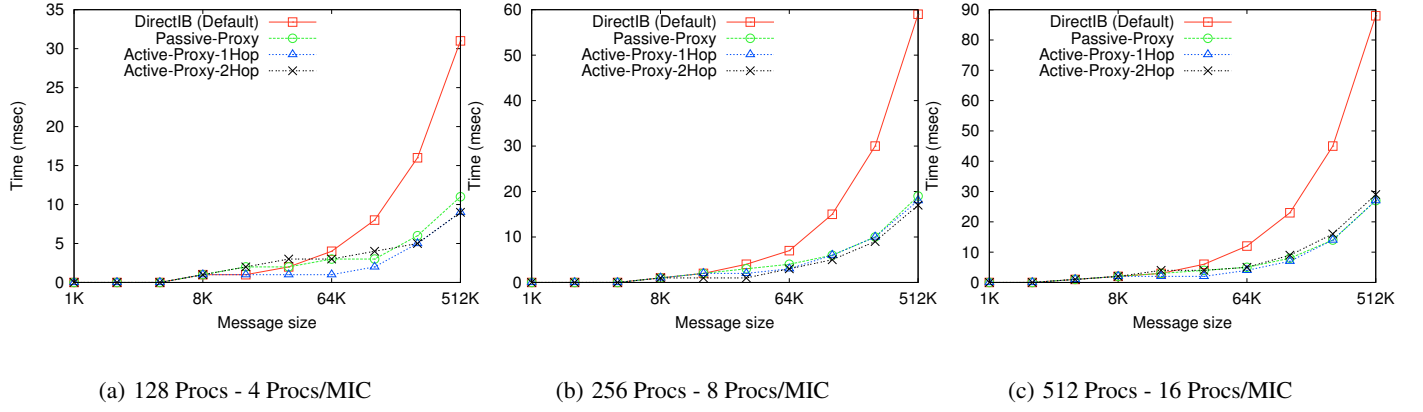 DirectIB (Default)
Passive-Proxy
Active-Proxy-1Hop
Active-Proxy-2Hop
35
30
25
20
15
10
5
0
Time (msec)
1K 8K 64K 512K
Message size
(a) 128 Procs - 4 Procs/MIC
DirectIB (Default)
Passive-Proxy
Active-Proxy-1Hop
Active-Proxy-2Hop
60
50
40
30
20
10
0
Time (msec)
1K 8K 64K 512K
Message size
(b) 256 Procs - 8 Procs/MIC
DirectIB (Default)
Passive-Proxy
Active-Proxy-1Hop
Active-Proxy-2Hop
90
80
70
60
50
40
30
20
10
0
Time (msec)
1K 8K 64K 512K
Message size
(c) 512 Procs - 16 Procs/MIC